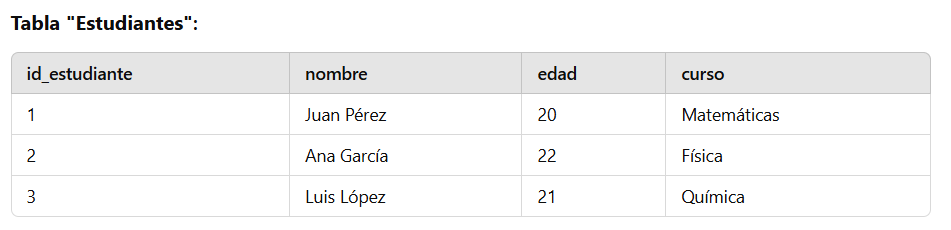 Tabla "Estudiantes":
id_estudiante nombre edad curso
1 Juan Pérez 20 Matemáticas
2 Ana García 22 Física
3 Luis López 21 Química